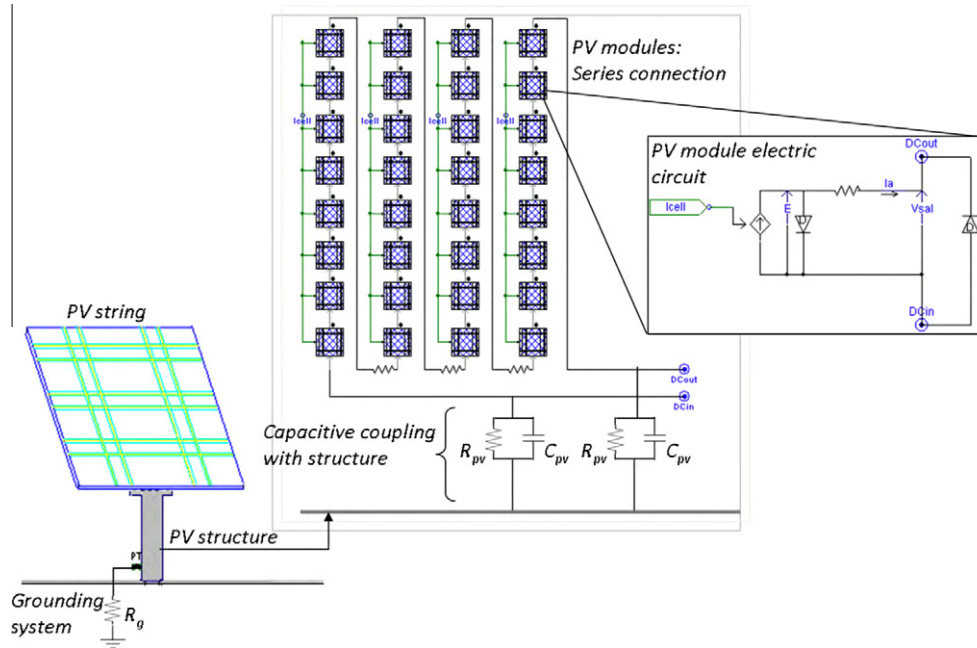 PV modules:
Series connection
Icell
Icell
Icell
Icell
PV module electric
circuit
DCout
Ia
Icell
E
D
Vsal
D
DCin
PV string
DCout
DCin
Capacitive coupling
with structure
Rpv
Cpv
Rpv
Cpv
PV structure
PT
Grounding
system
Rg